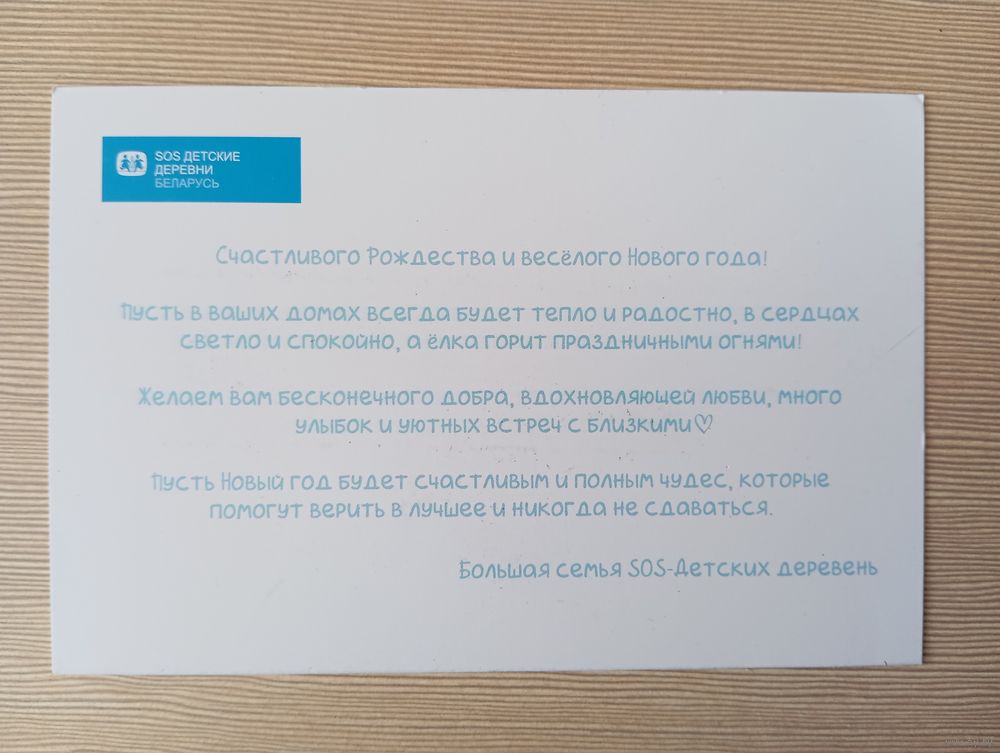 SOS ДЕТСКИЕ
ДЕРЕВНИ
БЕЛАРУСЬ
Счастливого Рождества и весёлого Нового года!
Пусть в ваших домах всегда будет тепло и радостно, в сердцах
светло и спокойно, а ёлка горит праздничными огнями!
Желаем вам бесконечного добра, вдохновляющей любви, много
улыбок и уютных встреч с близкими♡
Пусть Новый год будет счастливым и полным чудес, которые
помогут верить в лучшее и никогда не сдаваться.
Большая семья SOS-Детских деревень